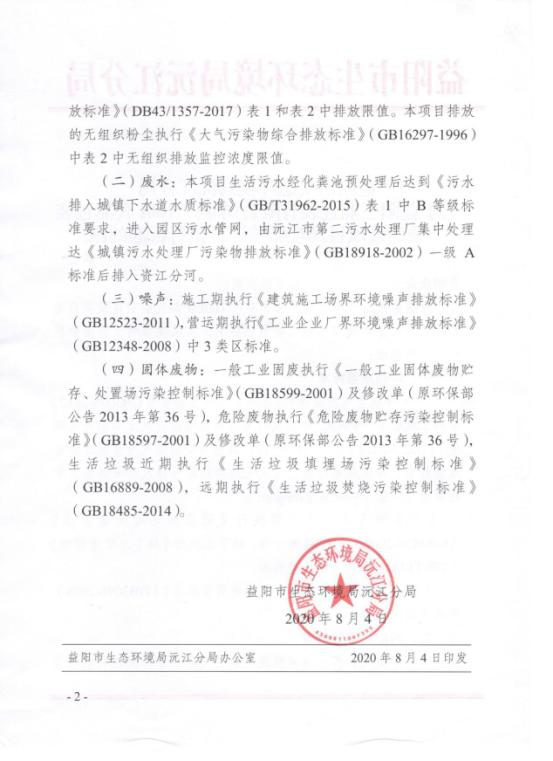 放标准》（DB43/1357-2017）表 1 和表 2 中排放限值。本项目排放
的无组织粉尘执行《大气污染物综合排放标准》（GB16297-1996）
中表 2 中无组织排放监控浓度限值。
（二）废水：本项目生活污水经化粪池预处理后达到《污水
排入城镇下水道水质标准》（GB/T31962-2015）表 1 中 B 等级标
准要求，进入园区污水管网，由沅江市第二污水处理厂集中处理
达《城镇污水处理厂污染物排放标准》（GB18918-2002）一级 A
标准后排入资江分河。
（三）噪声：施工期执行《建筑施工场界环境噪声排放标准》
（GB12523-2011），营运期执行《工业企业厂界环境噪声排放标准》
（GB12348-2008）中 3 类区标准。
（四）固体废物：一般工业固废执行《一般工业固体废物贮
存、处置场污染控制标准》（GB18599-2001）及修改单（原环保部
公告 2013 年第 36 号），危险废物执行《危险废物贮存污染控制标
准》（GB18597-2001）及修改单（原环保部公告 2013 年第 36 号），
生活垃圾近期执行《生活垃圾填埋场污染控制标准》
（GB16889-2008），远期执行《生活垃圾焚烧污染控制标准》
（GB18485-2014）。
益阳市生态环境局沅江分局
益阳市生态环境局沅江分局
2020 年 8 月 4 日
益阳市生态环境局沅江分局办公室 2020 年 8 月 4 日印发
- 2 -